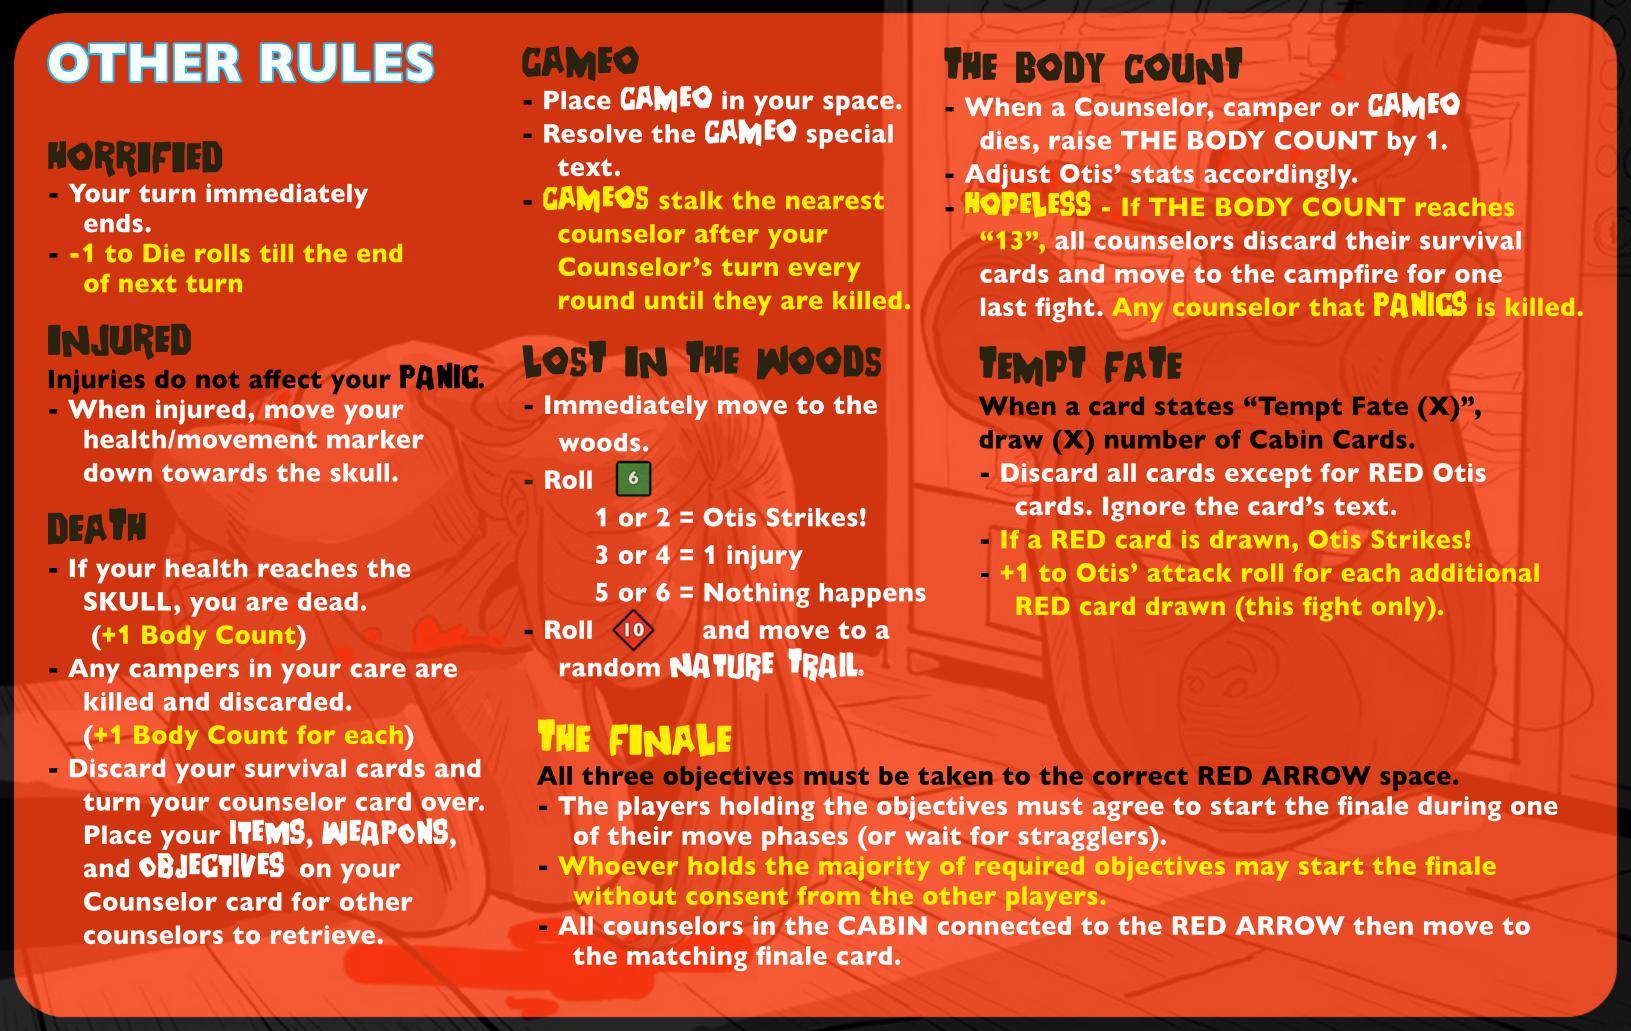 OTHER RULES
HORRIFIED
- Your turn immediately
ends.
- -1 to Die rolls till the end
of next turn
INJURED
Injuries do not affect your PANIC.
- When injured, move your
health/movement marker
down towards the skull.
DEATH
- If your health reaches the
SKULL, you are dead.
(+1 Body Count)
- Any campers in your care are
killed and discarded.
(+1 Body Count for each)
- Discard your survival cards and
turn your counselor card over.
Place your ITEMS, WEAPONS,
and OBJECTIVES on your
Counselor card for other
counselors to retrieve.
CAMEO
- Place CAMEO in your space.
- Resolve the CAMEO special
text.
- CAMEOS stalk the nearest
counselor after your
Counselor's turn every
round until they are killed.
LOST IN THE WOODS
- Immediately move to the
woods.
- Roll 6
1 or 2 = Otis Strikes!
3 or 4 = 1 injury
5 or 6 = Nothing happens
- Roll 10 and move to a
random NATURE TRAIL.
THE BODY COUNT
- When a Counselor, camper or CAMEO
dies, raise THE BODY COUNT by 1.
- Adjust Otis' stats accordingly.
- HOPELESS - If THE BODY COUNT reaches
"13", all counselors discard their survival
cards and move to the campfire for one
last fight. Any counselor that PANICS is killed.
TEMPT FATE
When a card states "Tempt Fate (X)",
draw (X) number of Cabin Cards.
- Discard all cards except for RED Otis
cards. Ignore the card's text.
- If a RED card is drawn, Otis Strikes!
- +1 to Otis' attack roll for each additional
RED card drawn (this fight only).
THE FINALE
All three objectives must be taken to the correct RED ARROW space.
- The players holding the objectives must agree to start the finale during one
of their move phases (or wait for stragglers).
- Whoever holds the majority of required objectives may start the finale
without consent from the other players.
- All counselors in the CABIN connected to the RED ARROW then move to
the matching finale card.